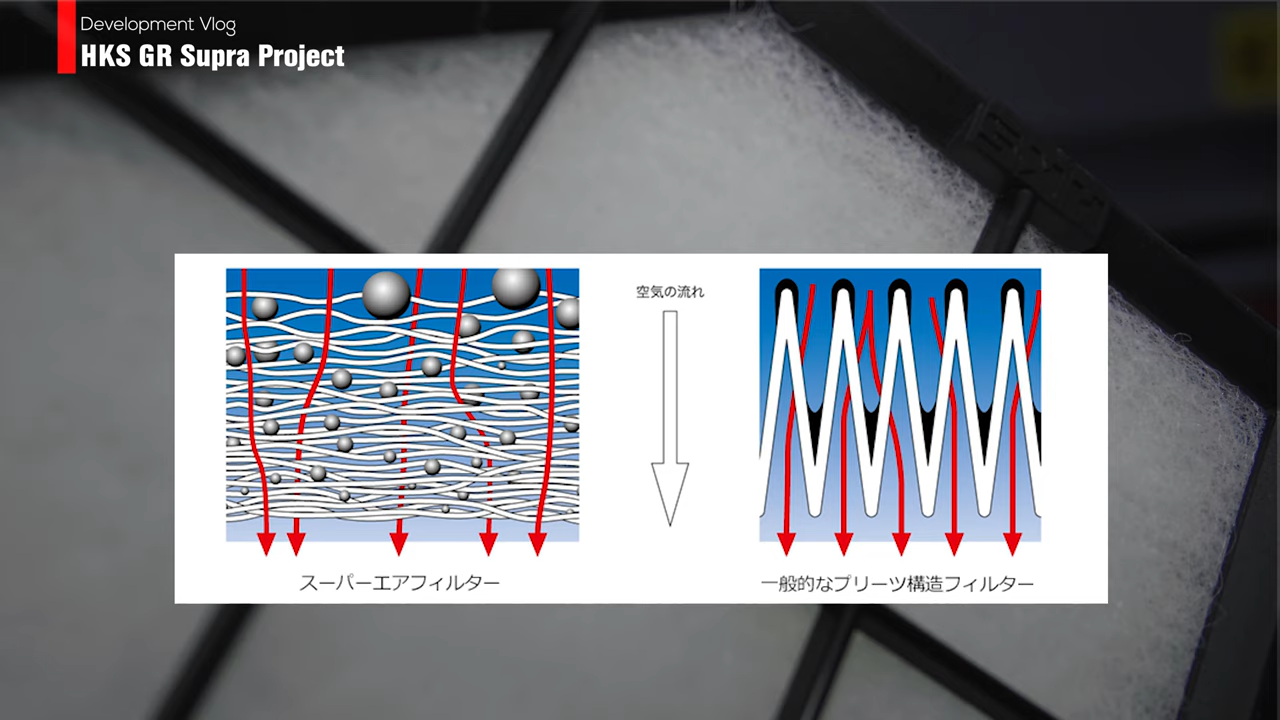 Development Vlog
HKS GR Supra Project
空気の流れ
スーパーエアフィルター
一般的なプリーツ構造フィルター